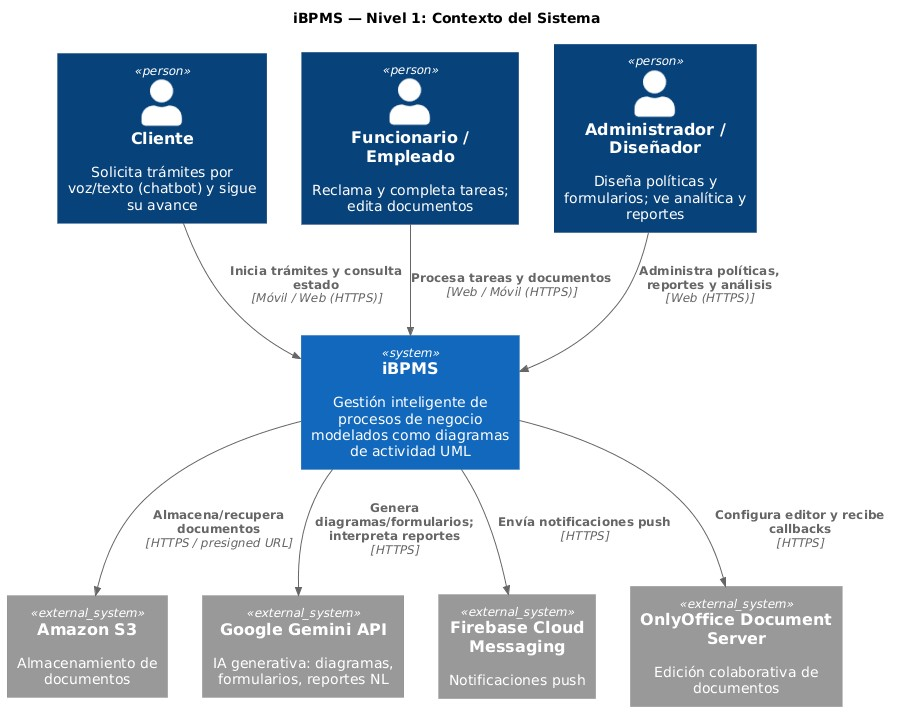 iBPMS — Nivel 1: Contexto del Sistema
«person»
Cliente
Solicita trámites por
voz/texto (chatbot) y sigue
su avance
«person»
Funcionario /
Empleado
Reclama y completa tareas;
edita documentos
«person»
Administrador /
Diseñador
Diseña políticas y
formularios; ve analítica y
reportes
Inicia trámites y consulta
estado
[Móvil / Web (HTTPS)]
Procesa tareas y documentos
[Web / Móvil (HTTPS)]
Administra políticas,
reportes y análisis
[Web (HTTPS)]
«system»
iBPMS
Gestión inteligente de
procesos de negocio
modelados como diagramas
de actividad UML
Almacena/recupera
documentos
[HTTPS / presigned URL]
Genera
diagramas/formularios;
interpreta reportes
[HTTPS]
Envía notificaciones push
[HTTPS]
Configura editor y recibe
callbacks
[HTTPS]
«external_system»
Amazon S3
Almacenamiento de
documentos
«external_system»
Google Gemini API
IA generativa: diagramas,
formularios, reportes NL
«external_system»
Firebase Cloud
Messaging
Notificaciones push
«external_system»
OnlyOffice Document
Server
Edición colaborativa de
documentos